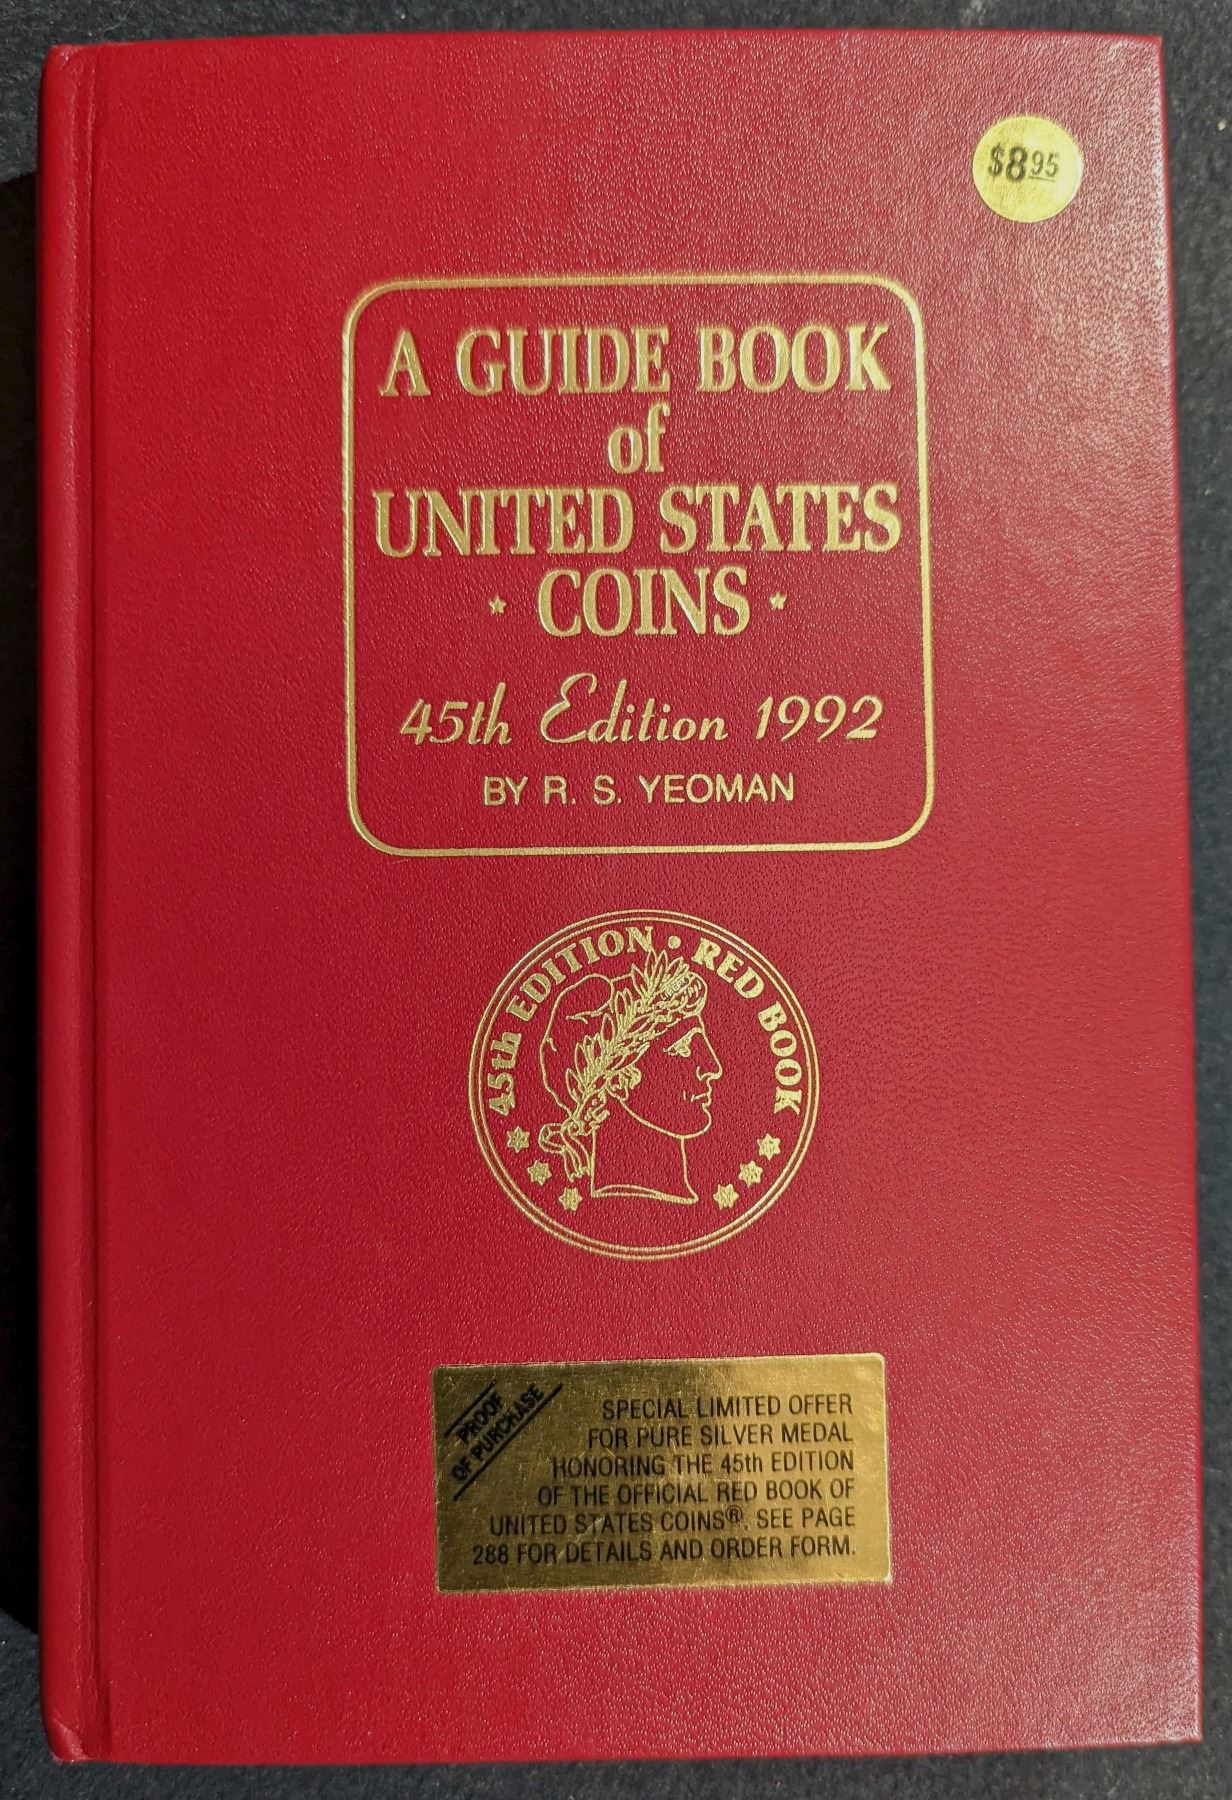 $8.95
A GUIDE BOOK
of
UNITED STATES
COINS
45th Edition 1992
BY R. S. YEOMAN
45th EDITION • RED BOOK
PROOF
OF PURCHASE
SPECIAL LIMITED OFFER
FOR PURE SILVER MEDAL
HONORING THE 45th EDITION
OF THE OFFICIAL RED BOOK OF
UNITED STATES COINS®. SEE PAGE
288 FOR DETAILS AND ORDER FORM.